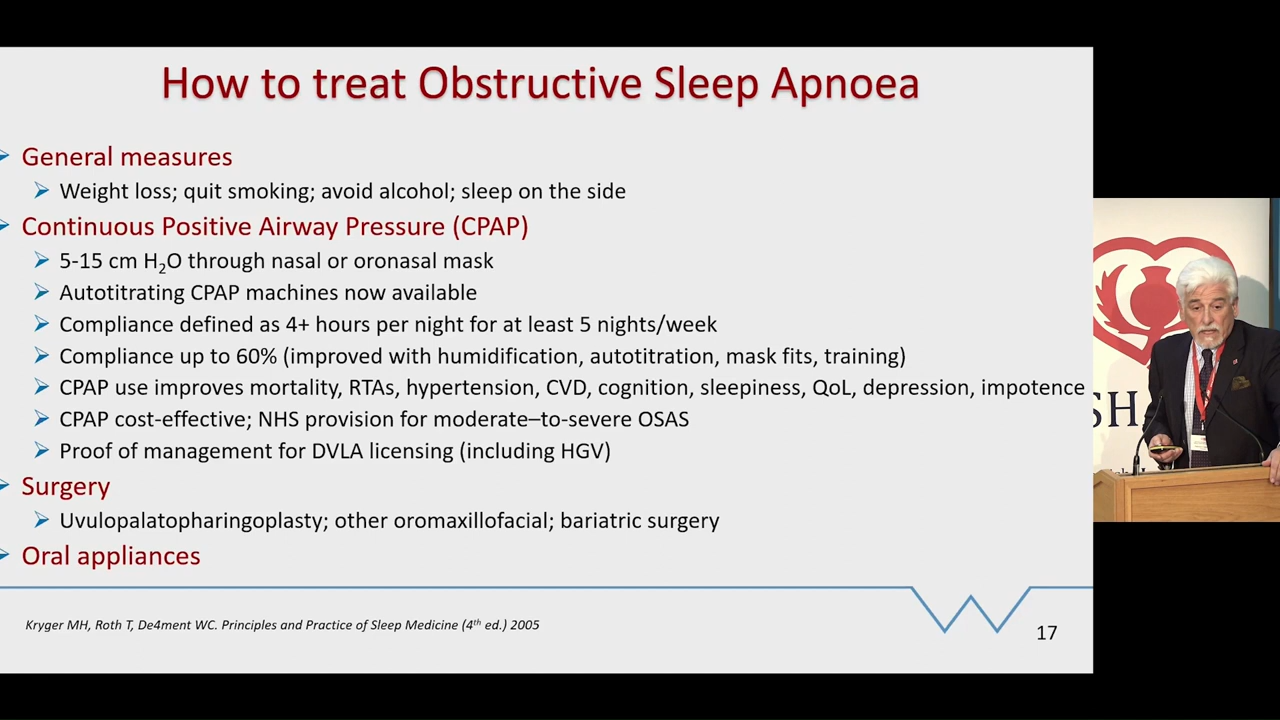 How to treat Obstructive Sleep Apnoea
General measures
Weight loss; quit smoking; avoid alcohol; sleep on the side
Continuous Positive Airway Pressure (CPAP)
5-15 cm H₂O through nasal or oronasal mask
Autotitrating CPAP machines now available
Compliance defined as 4+ hours per night for at least 5 nights/week
Compliance up to 60% (improved with humidification, autotitration, mask fits, training)
CPAP use improves mortality, RTAs, hypertension, CVD, cognition, sleepiness, QoL, depression, impotence
CPAP cost-effective; NHS provision for moderate–to-severe OSAS
Proof of management for DVLA licensing (including HGV)
Surgery
Uvulopalatopharingoplasty; other oromaxillofacial; bariatric surgery
Oral appliances
Kryger MH, Roth T, De4ment WC. Principles and Practice of Sleep Medicine (4th ed.) 2005
17
SHA